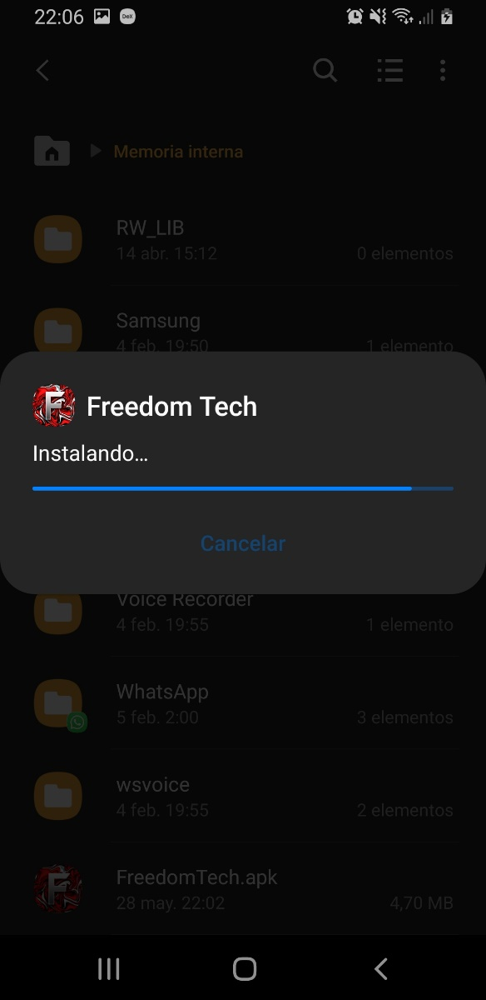 22:06
DeX
Memoria interna
RW_LIB
14 abr. 15:12
0 elementos
Samsung
4 feb. 19:50
1 elemento
Freedom Tech
Instalando...
Cancelar
Voice Recorder
4 feb. 19:55
1 elemento
WhatsApp
5 feb. 2:00
3 elementos
wsvoice
4 feb. 19:55
2 elementos
FreedomTech.apk
28 may. 22:02
4,70 MB